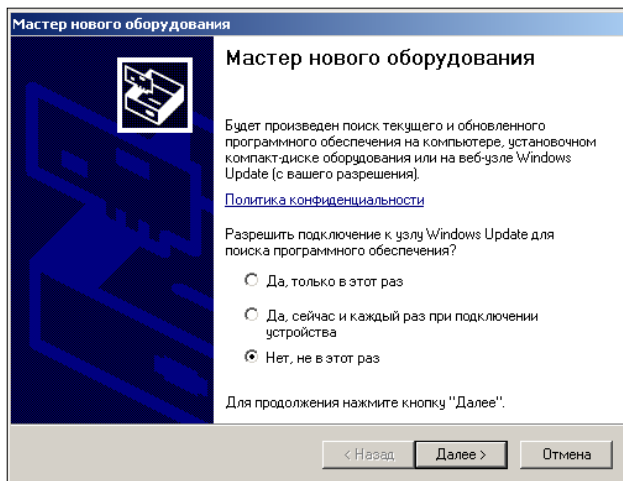 Мастер нового оборудования
Мастер нового оборудования
Будет произведен поиск текущего и обновленного
программного обеспечения на компьютере, установочном
компакт-диске оборудования или на веб-узле Windows
Update (с вашего разрешения).
Политика конфиденциальности
Разрешить подключение к узлу Windows Update для
поиска программного обеспечения?
Да, только в этот раз
Да, сейчас и каждый раз при подключении
устройства
Нет, не в этот раз
Для продолжения нажмите кнопку "Далее".
< Назад Далее > Отмена